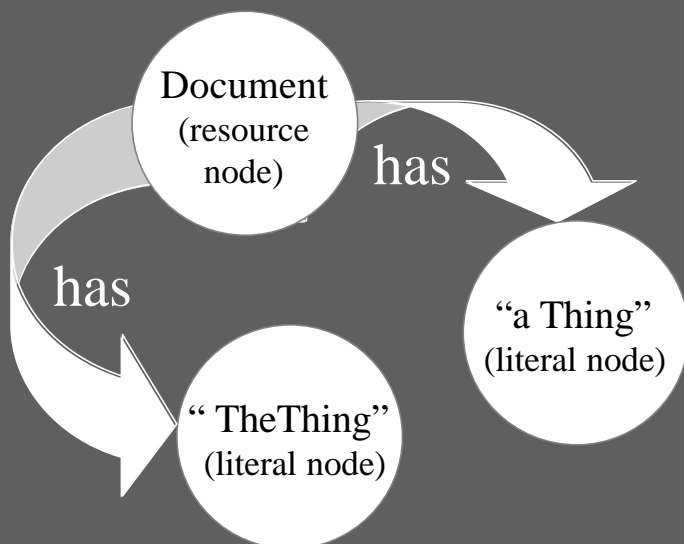 Document
(resource
node)
has
has
“a Thing”
(literal node)
“ TheThing”
(literal node)